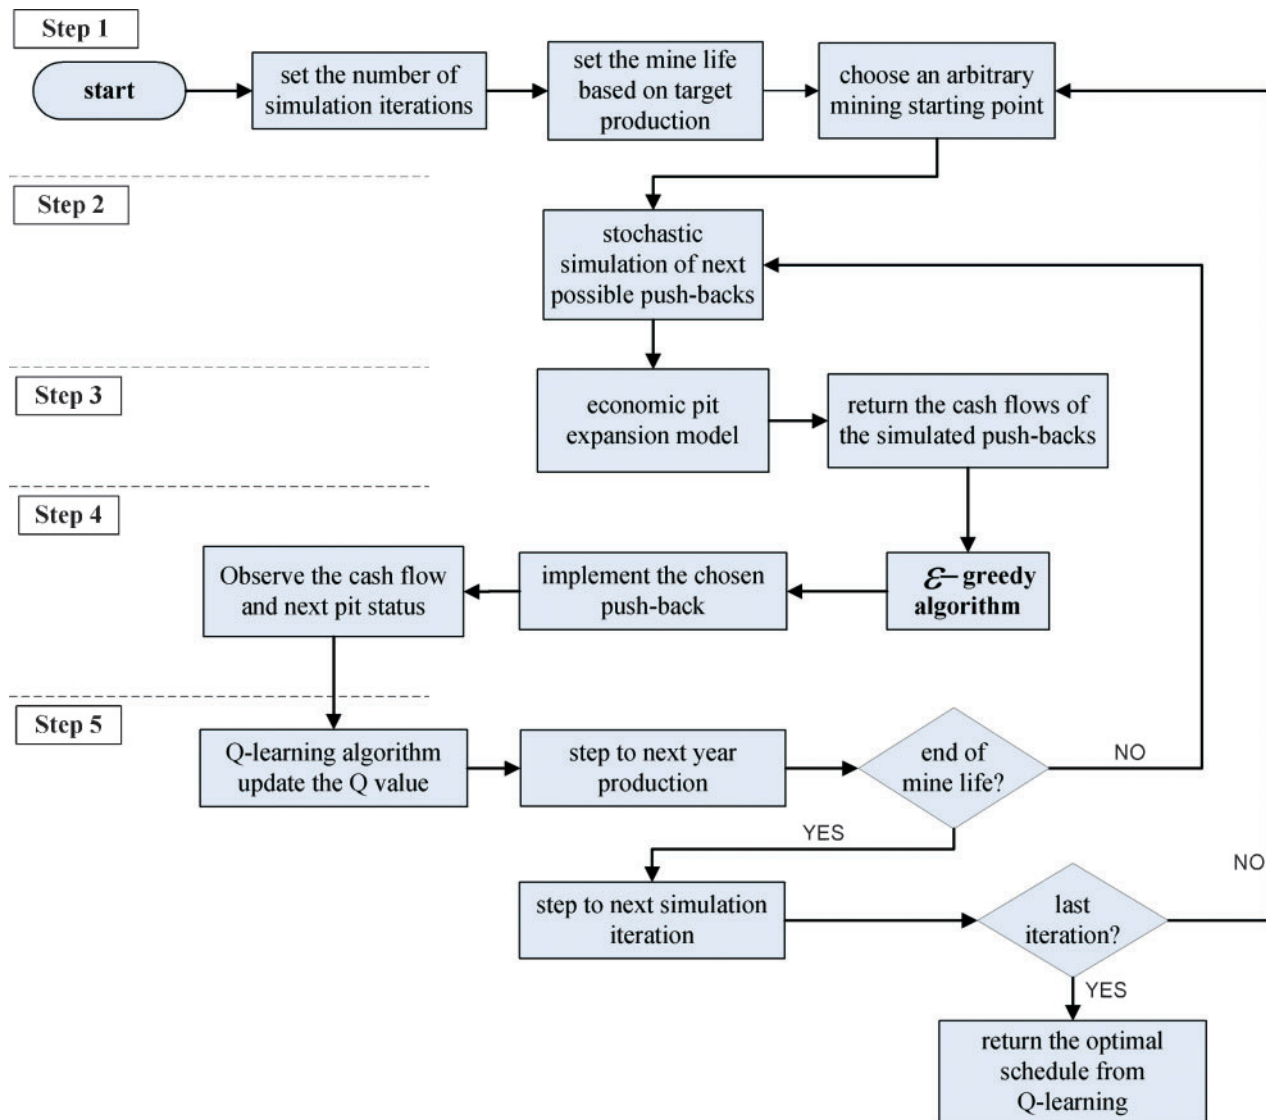 Step 1
start
set the number of
simulation iterations
set the mine life
based on target
production
choose an arbitrary
mining starting point
Step 2
stochastic
simulation of next
possible push-backs
Step 3
economic pit
expansion model
return the cash flows of
the simulated push-backs
Step 4
Observe the cash flow
and next pit status
implement the chosen
push-back
ε– greedy
algorithm
Step 5
Q-learning algorithm
update the Q value
step to next year
production
end of
mine life?
NO
YES
step to next simulation
iteration
last
iteration?
NO
YES
return the optimal
schedule from
Q-learning